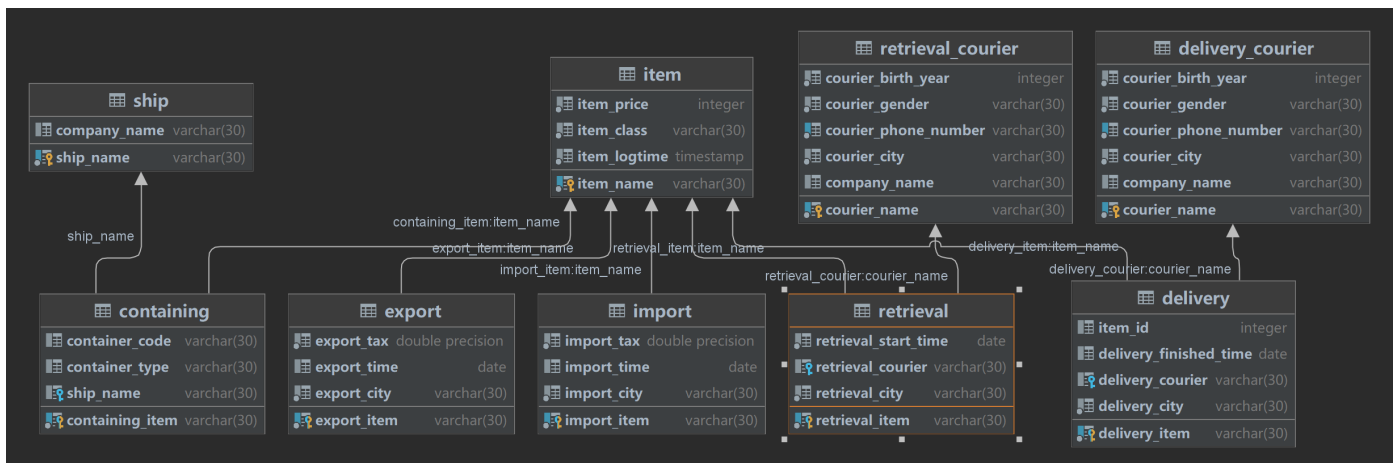 ship
company_name varchar(30)
ship_name varchar(30)
item
item_price integer
item_class varchar(30)
item_logtime timestamp
item_name varchar(30)
retrieval_courier
courier_birth_year integer
courier_gender varchar(30)
courier_phone_number varchar(30)
courier_city varchar(30)
company_name varchar(30)
courier_name varchar(30)
delivery_courier
courier_birth_year integer
courier_gender varchar(30)
courier_phone_number varchar(30)
courier_city varchar(30)
company_name varchar(30)
courier_name varchar(30)
ship_name
containing_item:item_name
export_item:item_name
import_item:item_name
retrieval_item:item_name
retrieval_courier:courier_name
delivery_item:item_name
delivery_courier:courier_name
containing
container_code varchar(30)
container_type varchar(30)
ship_name varchar(30)
containing_item varchar(30)
export
export_tax double precision
export_time date
export_city varchar(30)
export_item varchar(30)
import
import_tax double precision
import_time date
import_city varchar(30)
import_item varchar(30)
retrieval
retrieval_start_time date
retrieval_courier varchar(30)
retrieval_city varchar(30)
retrieval_item varchar(30)
delivery
item_id integer
delivery_finished_time date
delivery_courier varchar(30)
delivery_city varchar(30)
delivery_item varchar(30)